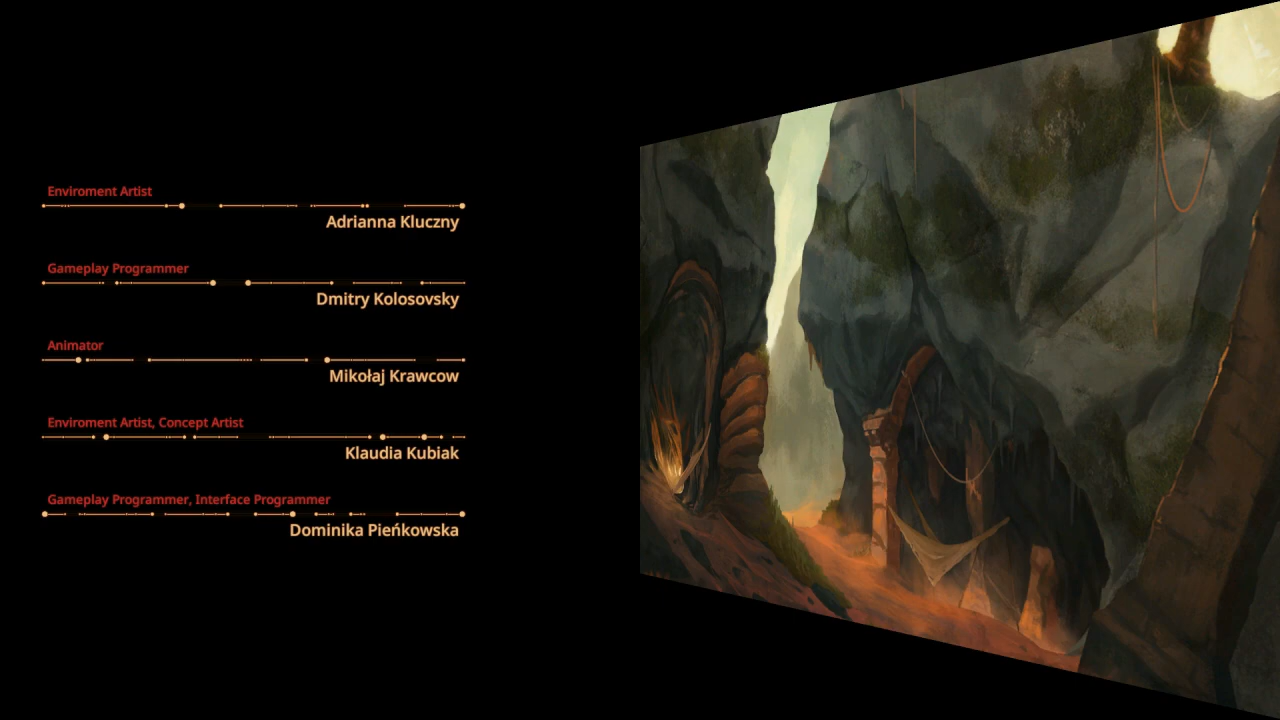 Enviroment Artist
Adrianna Kluczny
Gameplay Programmer
Dmitry Kolosovsky
Animator
Mikołaj Krawcow
Enviroment Artist, Concept Artist
Klaudia Kubiak
Gameplay Programmer, Interface Programmer
Dominika Pieńkowska